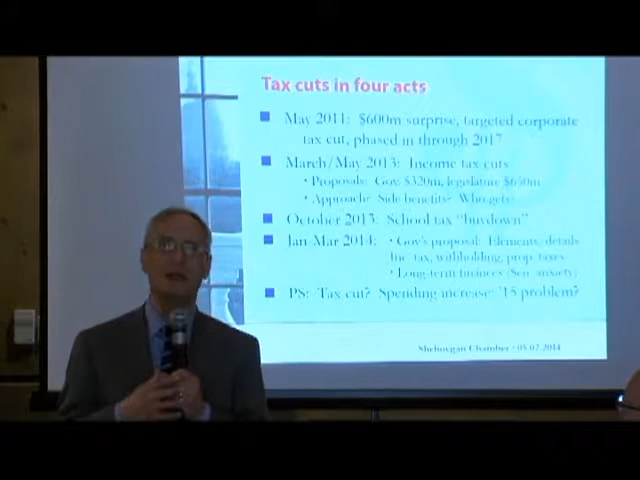 Tax cuts in four acts
May 2011: $600m surprise, targeted corporate
tax cut, phased in through 2017
March/May 2013: Income tax cuts
• Proposals: Gov. $320m, legislature $650m
• Approach? Side benefits? Who gets?
October 2013: School tax "buydown"
Jan-Mar 2014: • Gov's proposal: Elements, details
Inc. tax, withholding, prop. taxes
• Long-term finances (Sen. anxiety)
PS: Tax cut? Spending increase: '15 problem?
Sheboygan Chamber • 05.02.2014